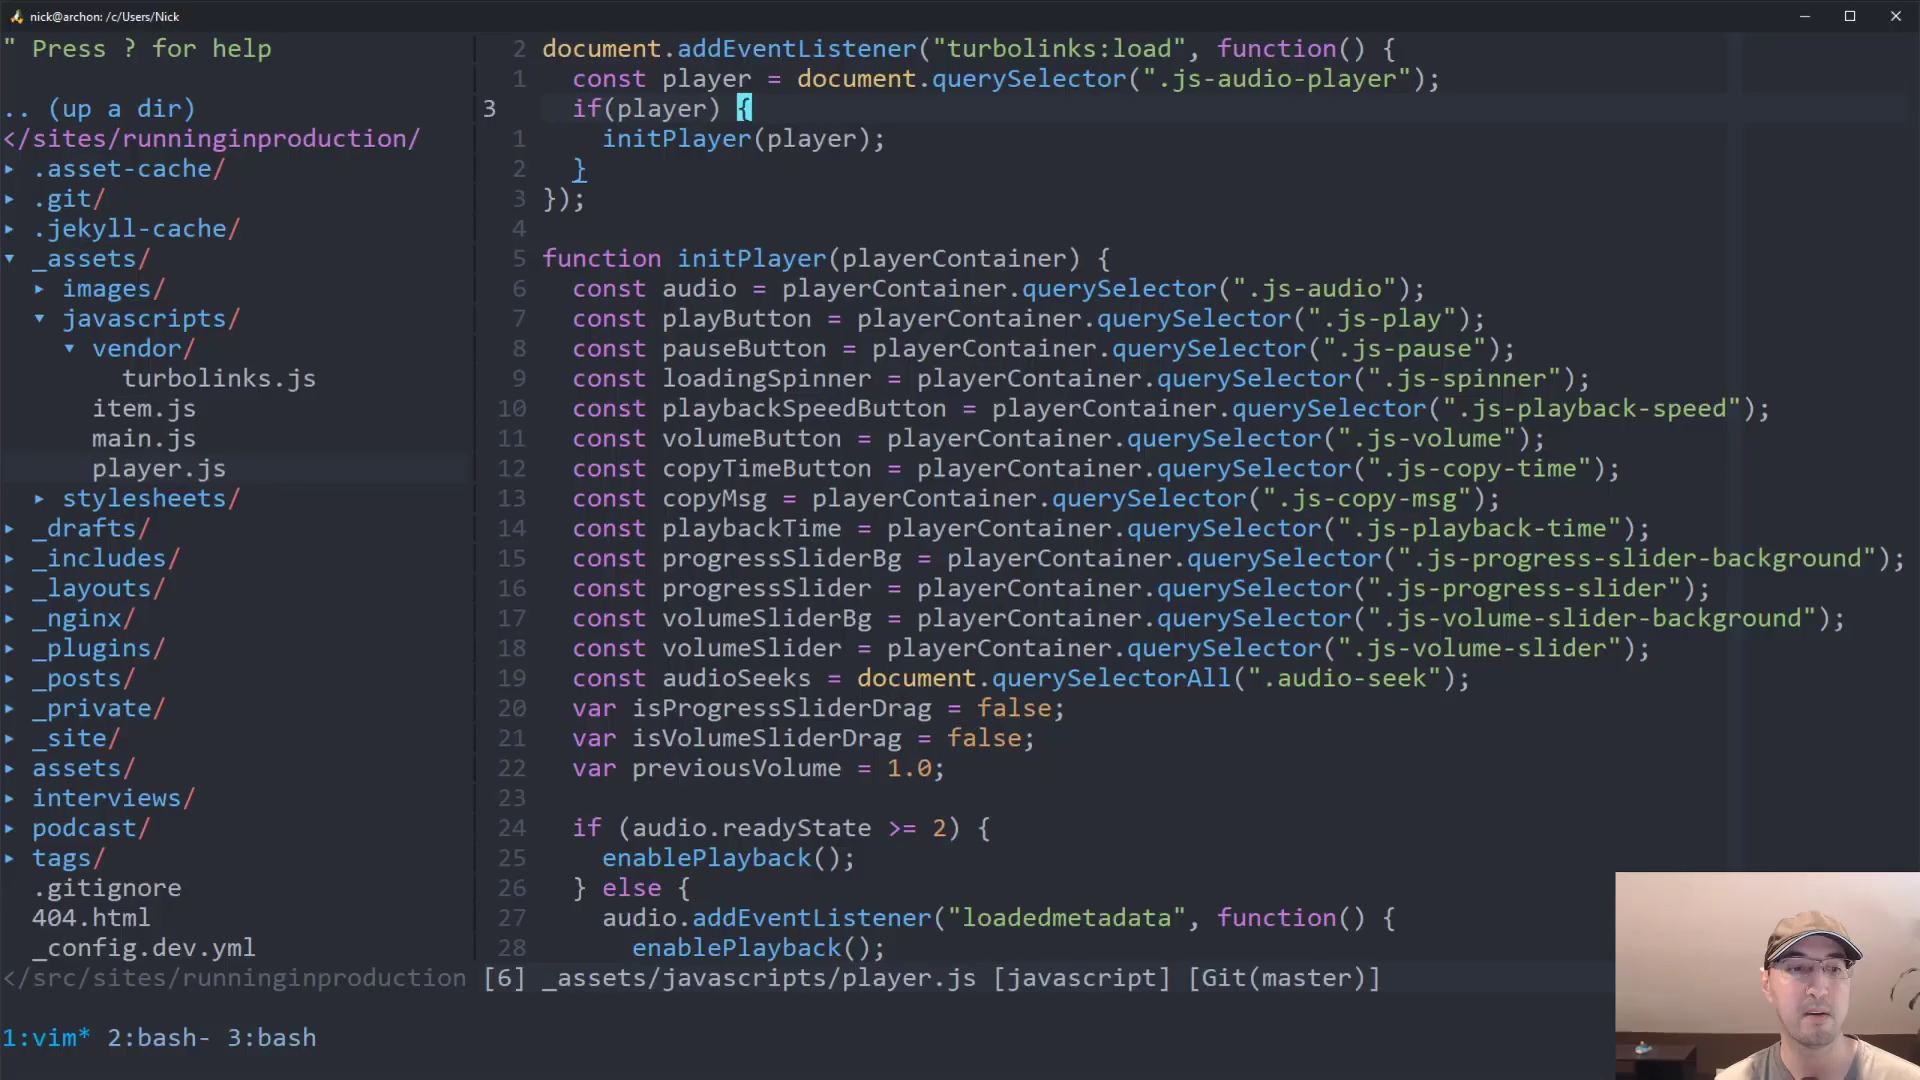 nick@archon: /c/Users/Nick
" Press ? for help
.. (up a dir)
</sites/runninginproduction/
▸ .asset-cache/
▸ .git/
▸ .jekyll-cache/
▾ _assets/
▸ images/
▾ javascripts/
▾ vendor/
turbolinks.js
item.js
main.js
player.js
▸ stylesheets/
▸ _drafts/
▸ _includes/
▸ _layouts/
▸ _nginx/
▸ _plugins/
▸ _posts/
▸ _private/
▸ _site/
▸ assets/
▸ interviews/
▸ podcast/
▸ tags/
.gitignore
404.html
_config.dev.yml
</src/sites/runninginproduction
2 document.addEventListener("turbolinks:load", function() {
1 const player = document.querySelector(".js-audio-player");
3 if(player) {
1 initPlayer(player);
2 }
3 });
4
5 function initPlayer(playerContainer) {
6 const audio = playerContainer.querySelector(".js-audio");
7 const playButton = playerContainer.querySelector(".js-play");
8 const pauseButton = playerContainer.querySelector(".js-pause");
9 const loadingSpinner = playerContainer.querySelector(".js-spinner");
10 const playbackSpeedButton = playerContainer.querySelector(".js-playback-speed");
11 const volumeButton = playerContainer.querySelector(".js-volume");
12 const copyTimeButton = playerContainer.querySelector(".js-copy-time");
13 const copyMsg = playerContainer.querySelector(".js-copy-msg");
14 const playbackTime = playerContainer.querySelector(".js-playback-time");
15 const progressSliderBg = playerContainer.querySelector(".js-progress-slider-background");
16 const progressSlider = playerContainer.querySelector(".js-progress-slider");
17 const volumeSliderBg = playerContainer.querySelector(".js-volume-slider-background");
18 const volumeSlider = playerContainer.querySelector(".js-volume-slider");
19 const audioSeeks = document.querySelectorAll(".audio-seek");
20 var isProgressSliderDrag = false;
21 var isVolumeSliderDrag = false;
22 var previousVolume = 1.0;
23
24 if (audio.readyState >= 2) {
25 enablePlayback();
26 } else {
27 audio.addEventListener("loadedmetadata", function() {
28 enablePlayback();
[6] _assets/javascripts/player.js [javascript] [Git(master)]
1:vim* 2:bash- 3:bash